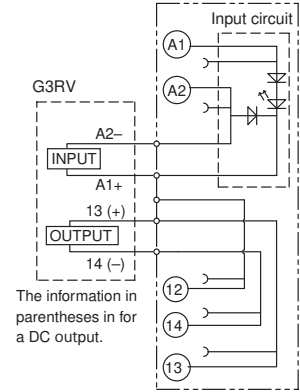 Input circuit
A1
G3RV
A2
A2–
INPUT
A1+
13 (+)
OUTPUT
14 (–)
12
The information in
parentheses in for
a DC output.
14
13